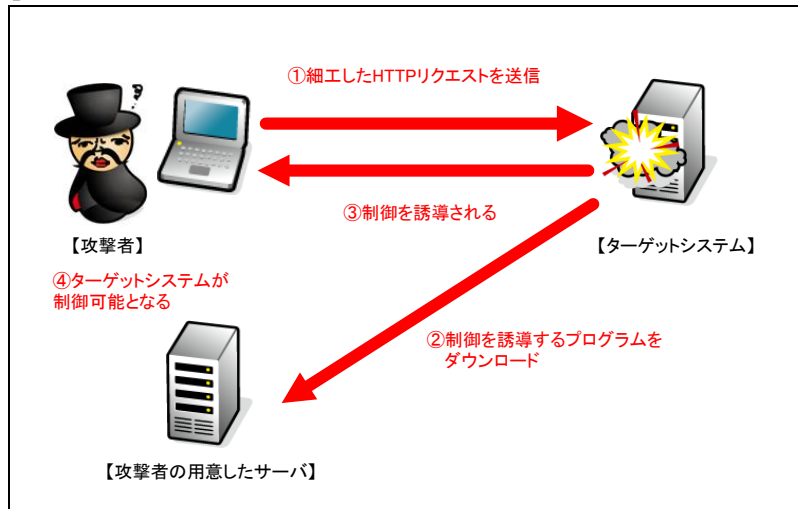 ①細工したHTTPリクエストを送信
③制御を誘導される
【攻撃者】
【ターゲットシステム】
④ターゲットシステムが
制御可能となる
②制御を誘導するプログラムを
ダウンロード
【攻撃者の用意したサーバ】